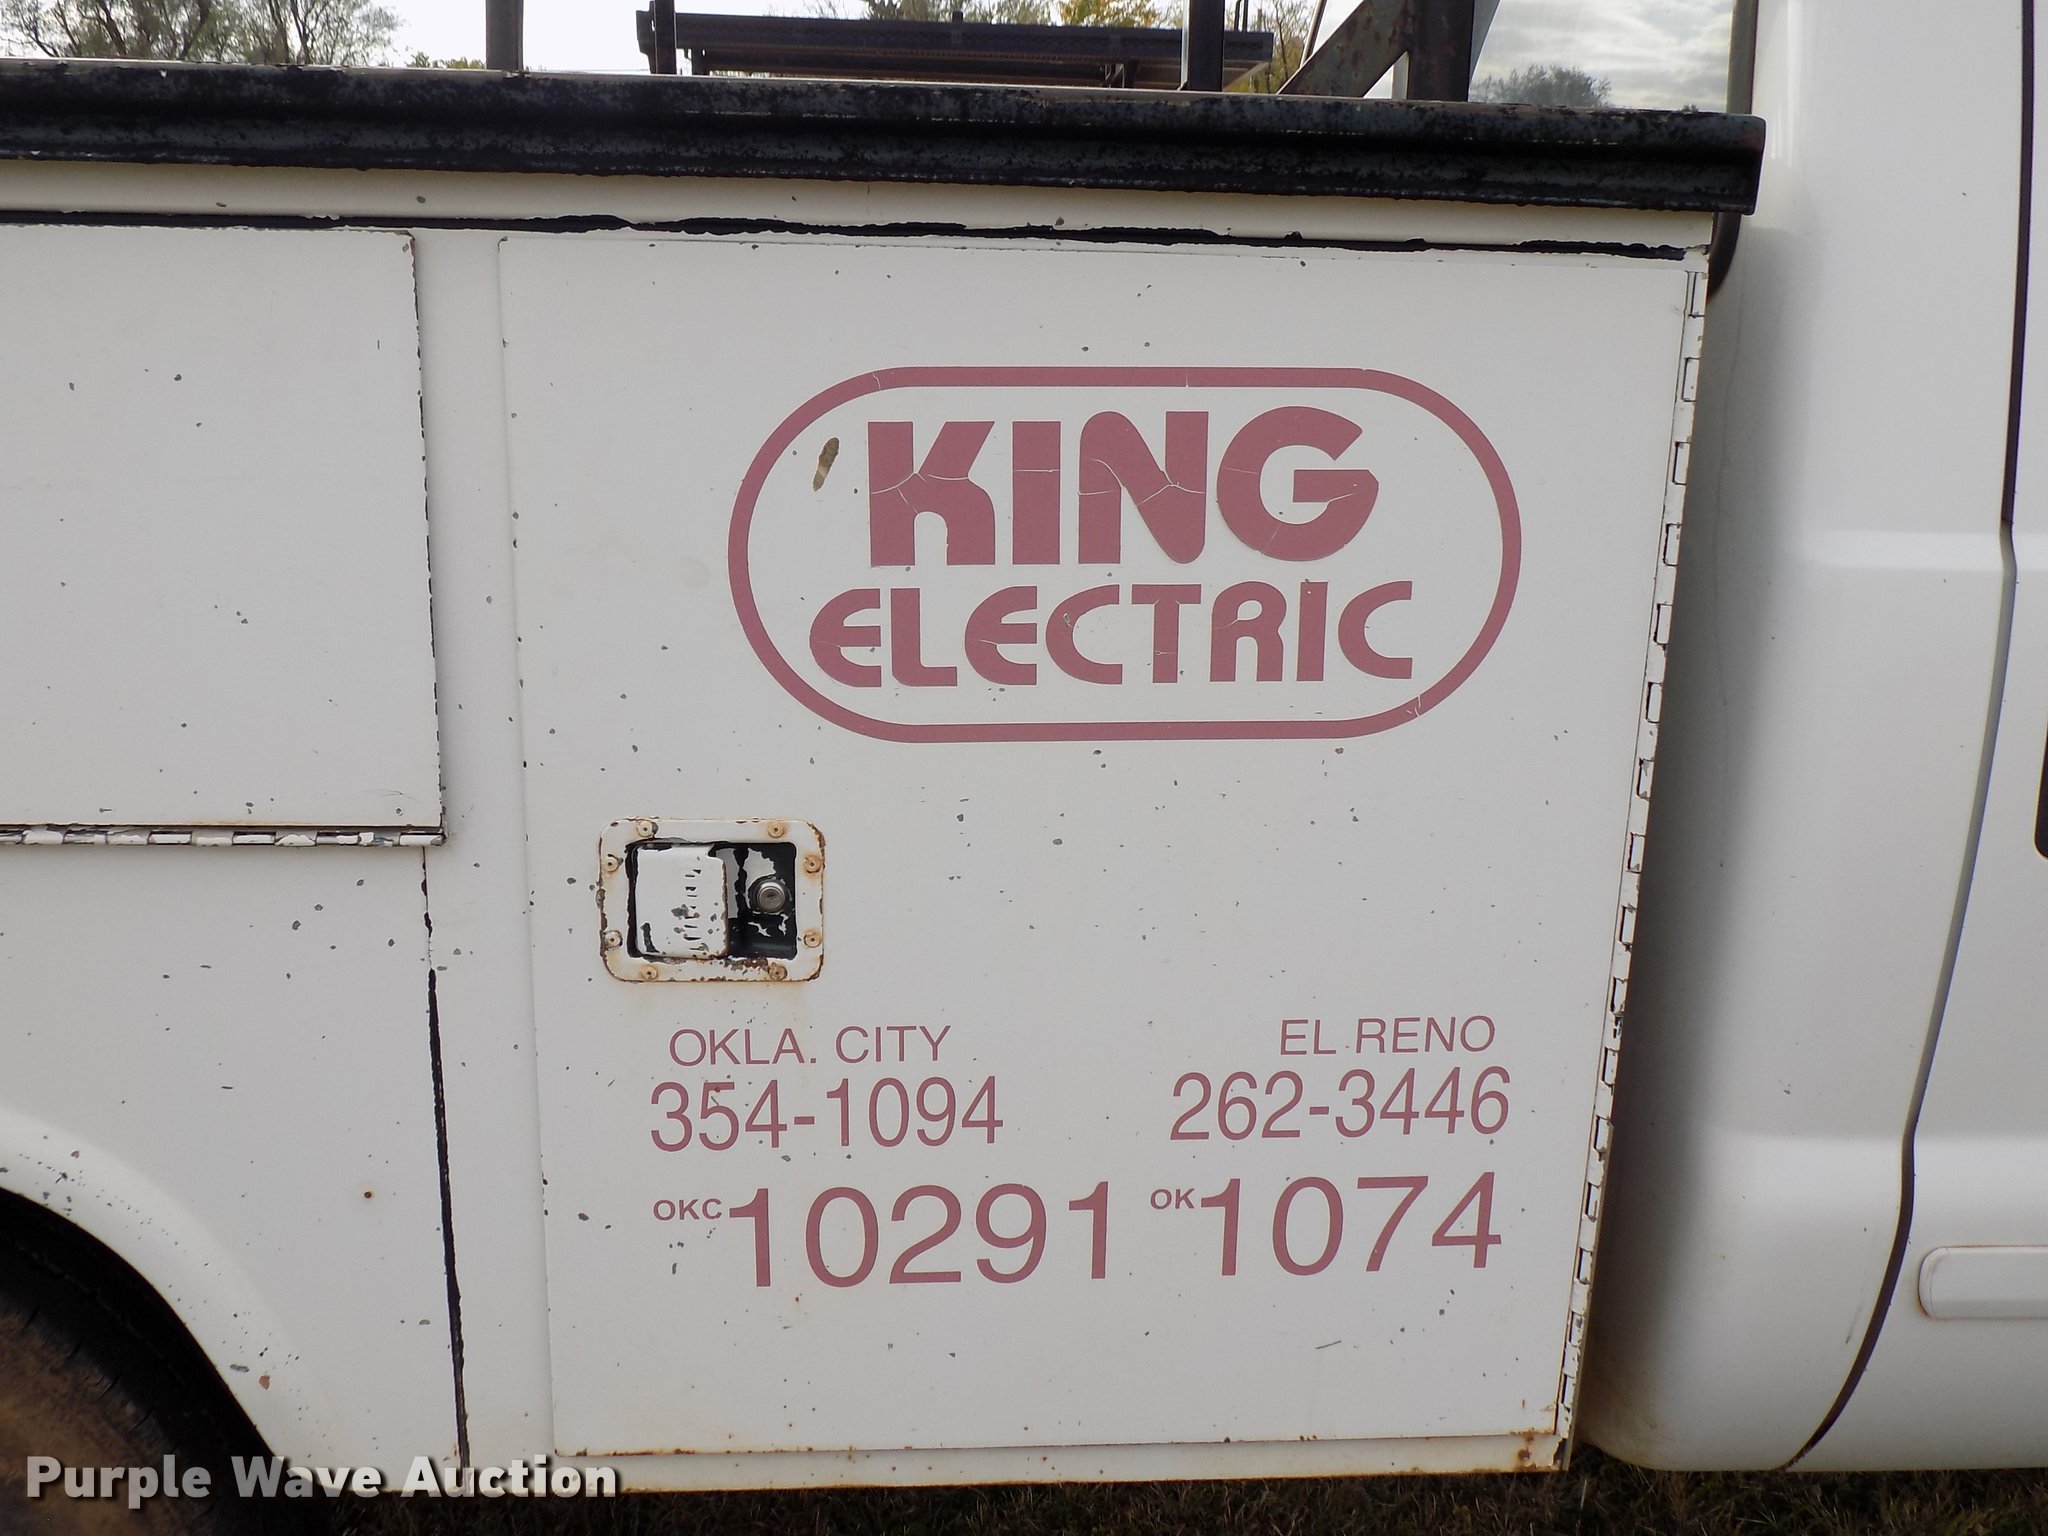 KING
ELECTRIC
OKLA. CITY EL RENO
354-1094 262-3446
OKC 10291 OK 1074
Purple Wave Auction